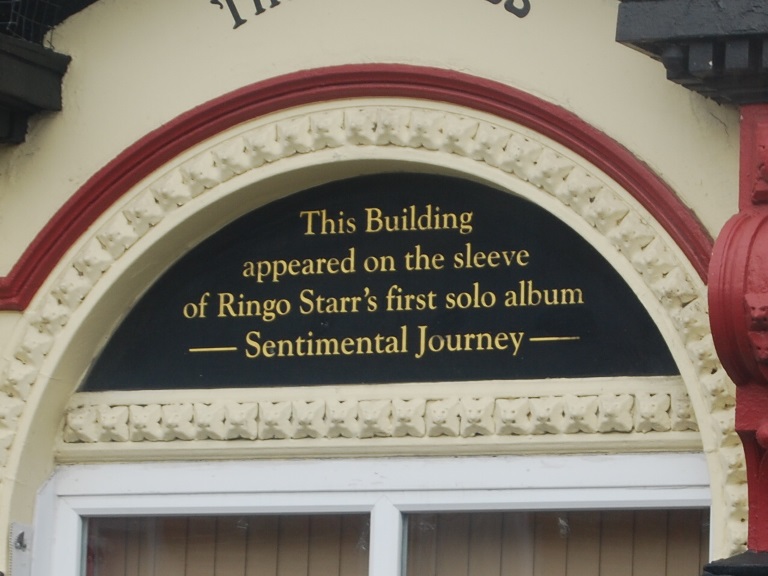 This Building
appeared on the sleeve
of Ringo Starr's first solo album
— Sentimental Journey —